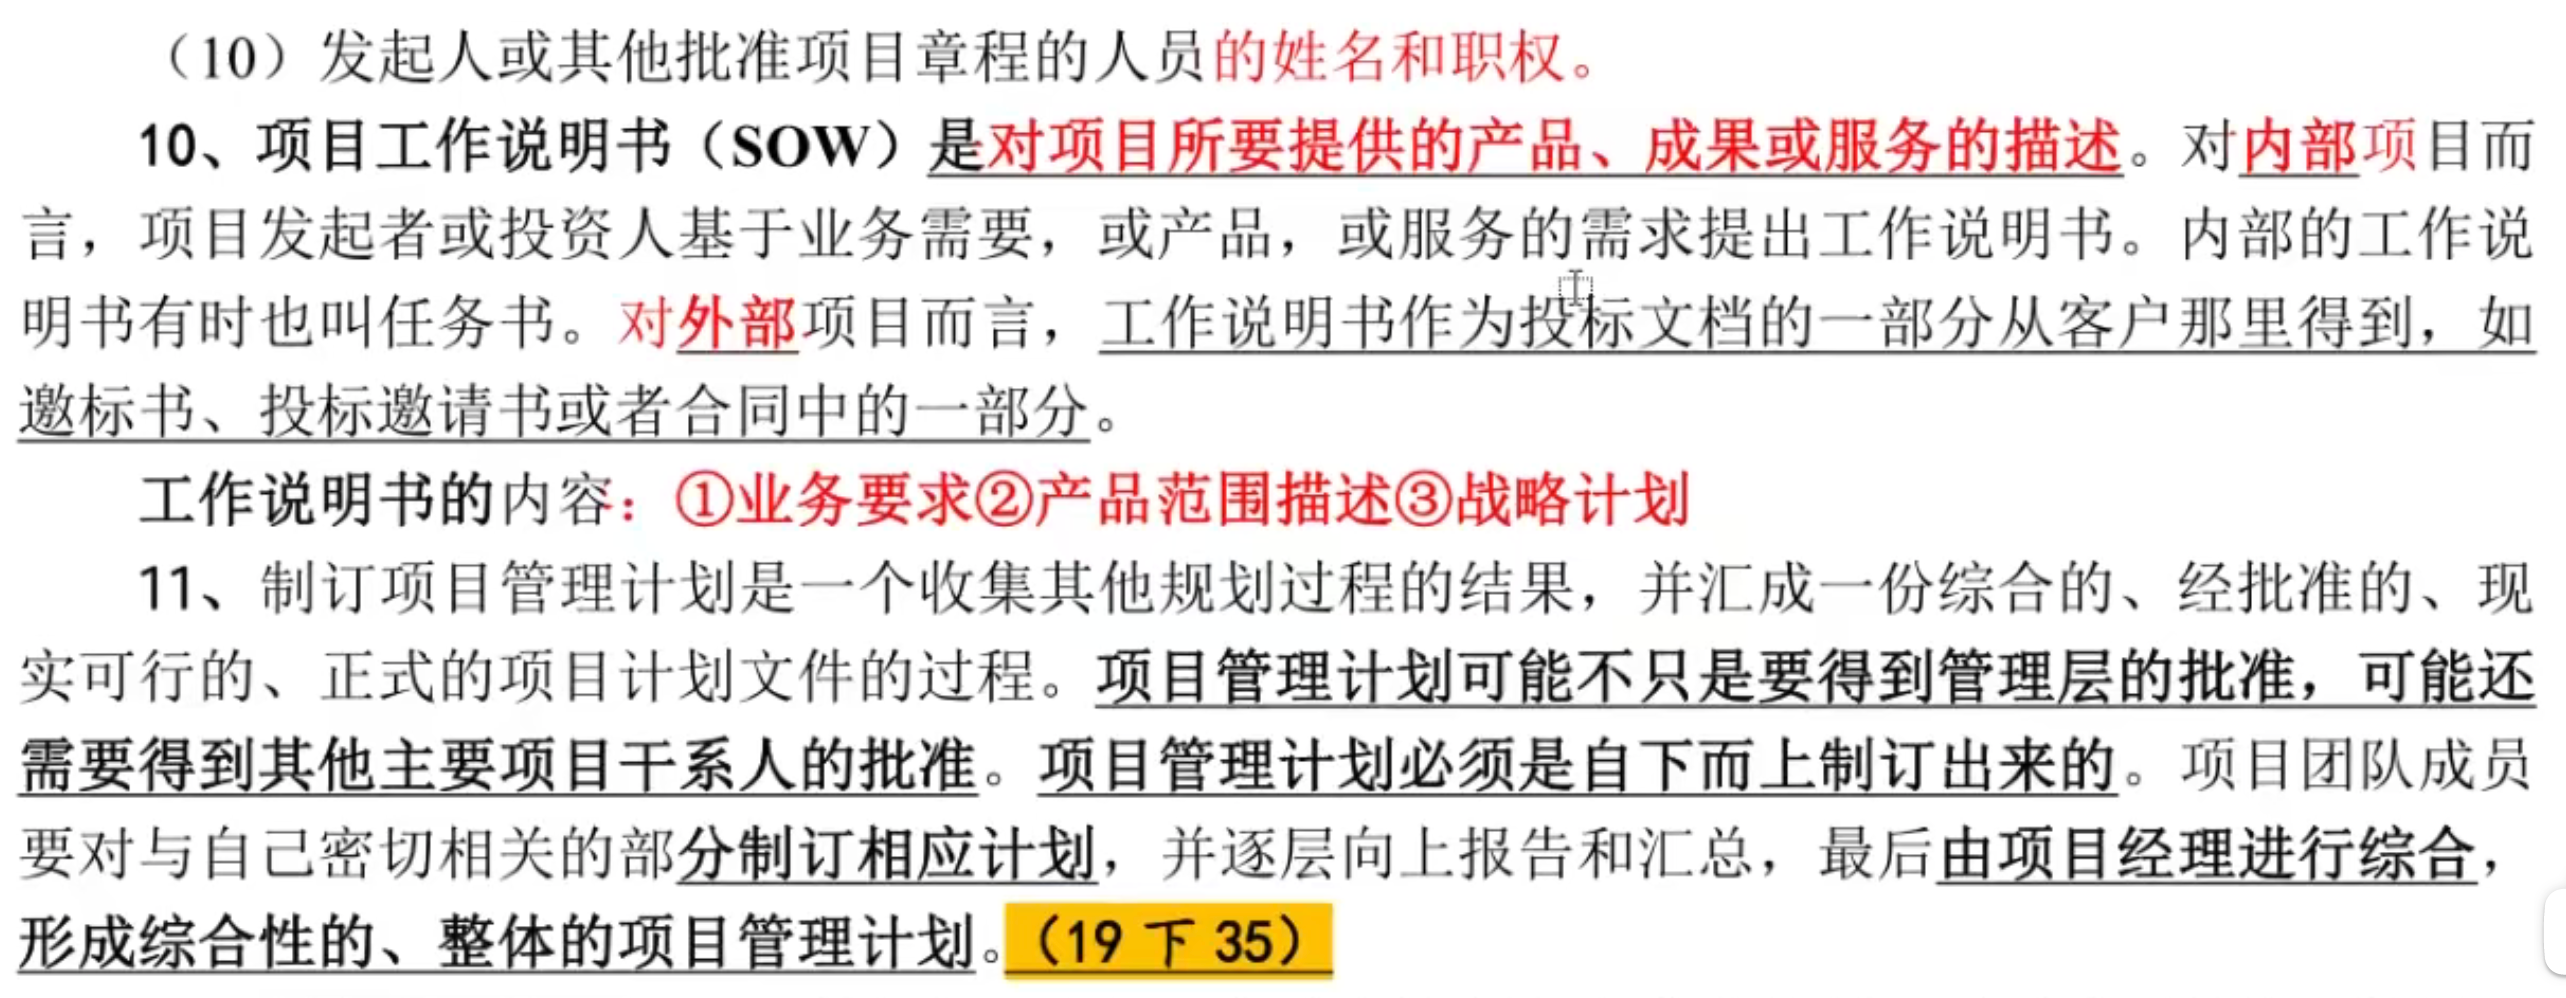 （10）发起人或其他批准项目章程的人员的姓名和职权。
10、项目工作说明书（SOW）是对项目所要提供的产品、成果或服务的描述。对内部项目而
言，项目发起者或投资人基于业务需要，或产品，或服务的需求提出工作说明书。内部的工作说
明书有时也叫任务书。对外部项目而言，工作说明书作为投标文档的一部分从客户那里得到，如
邀标书、投标邀请书或者合同中的一部分。
工作说明书的内容：①业务要求②产品范围描述③战略计划
11、制订项目管理计划是一个收集其他规划过程的结果，并汇成一份综合的、经批准的、现
实可行的、正式的项目计划文件的过程。项目管理计划可能不只是要得到管理层的批准，可能还
需要得到其他主要项目干系人的批准。项目管理计划必须是自下而上制订出来的。项目团队成员
要对与自己密切相关的部分制订相应计划，并逐层向上报告和汇总，最后由项目经理进行综合，
形成综合性的、整体的项目管理计划。（19 下 35）